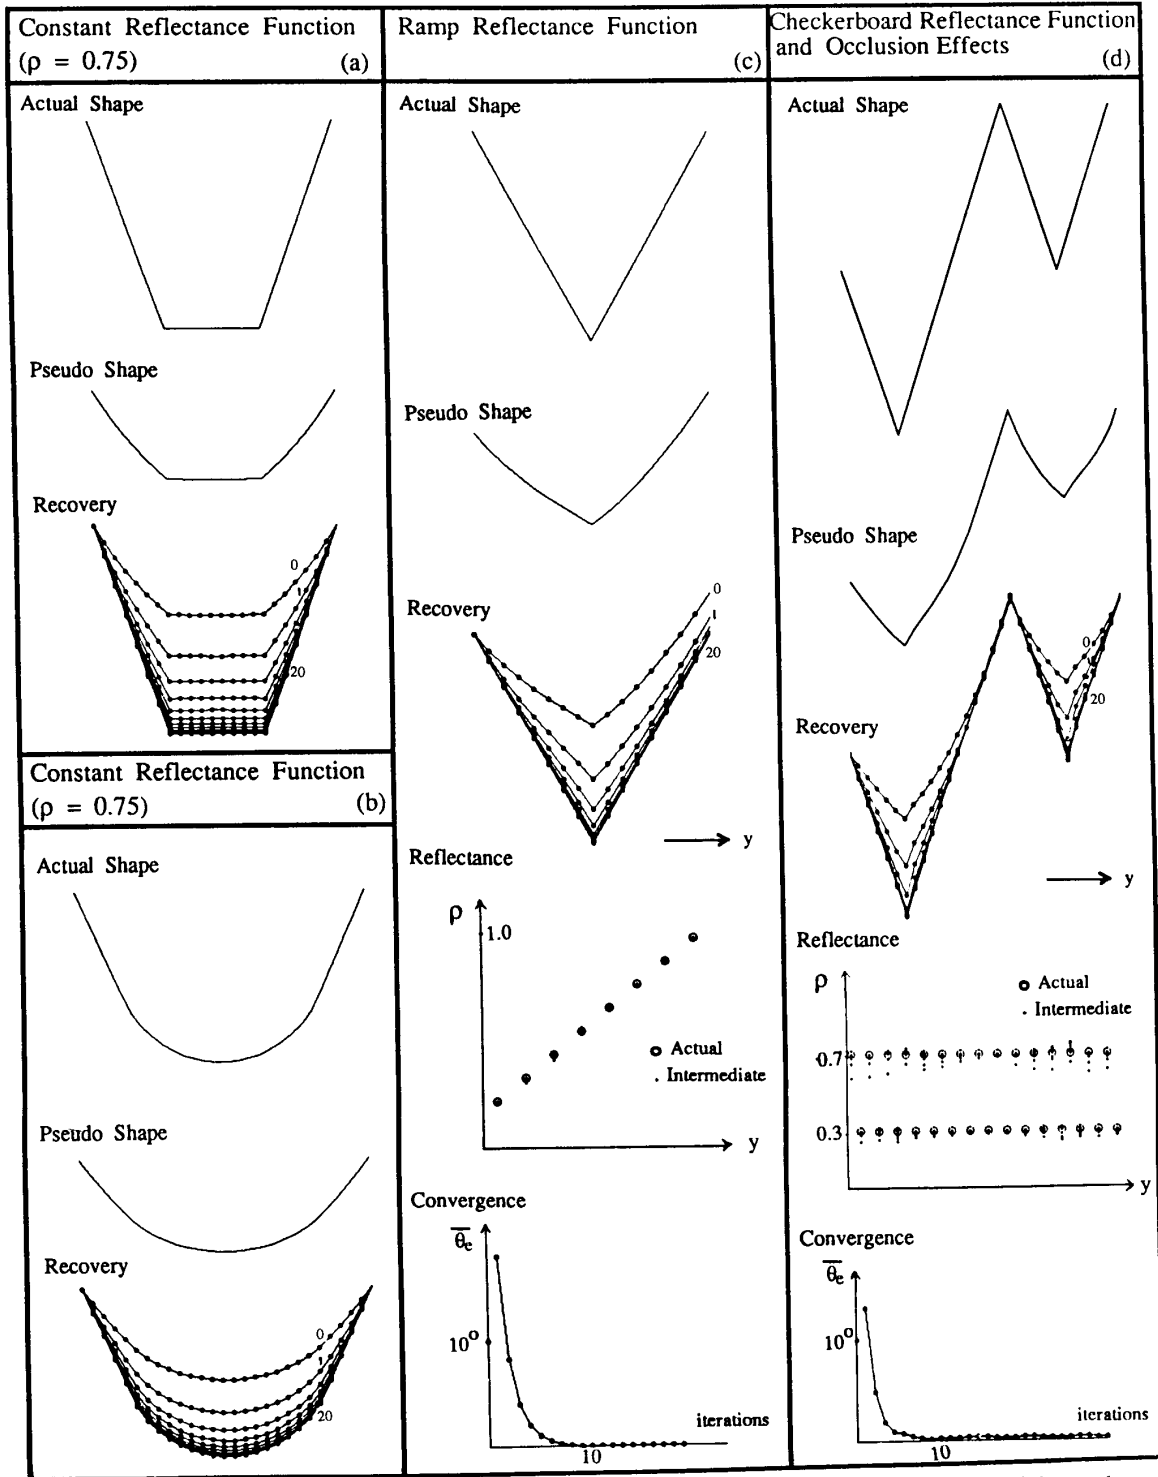 Constant Reflectance Function
(ρ = 0.75) (a)
Actual Shape
Pseudo Shape
Recovery
0
1
20
Constant Reflectance Function
(ρ = 0.75) (b)
Actual Shape
Pseudo Shape
Recovery
0
1
20
Ramp Reflectance Function
(c)
Actual Shape
Pseudo Shape
Recovery
0
1
20
y
Reflectance
ρ
1.0
Actual
Intermediate
y
Convergence
θe
10°
iterations
10
Checkerboard Reflectance Function
and Occlusion Effects (d)
Actual Shape
Pseudo Shape
Recovery
0
1
20
y
Reflectance
ρ
Actual
Intermediate
0.7
0.3
y
Convergence
θe
10°
iterations
10